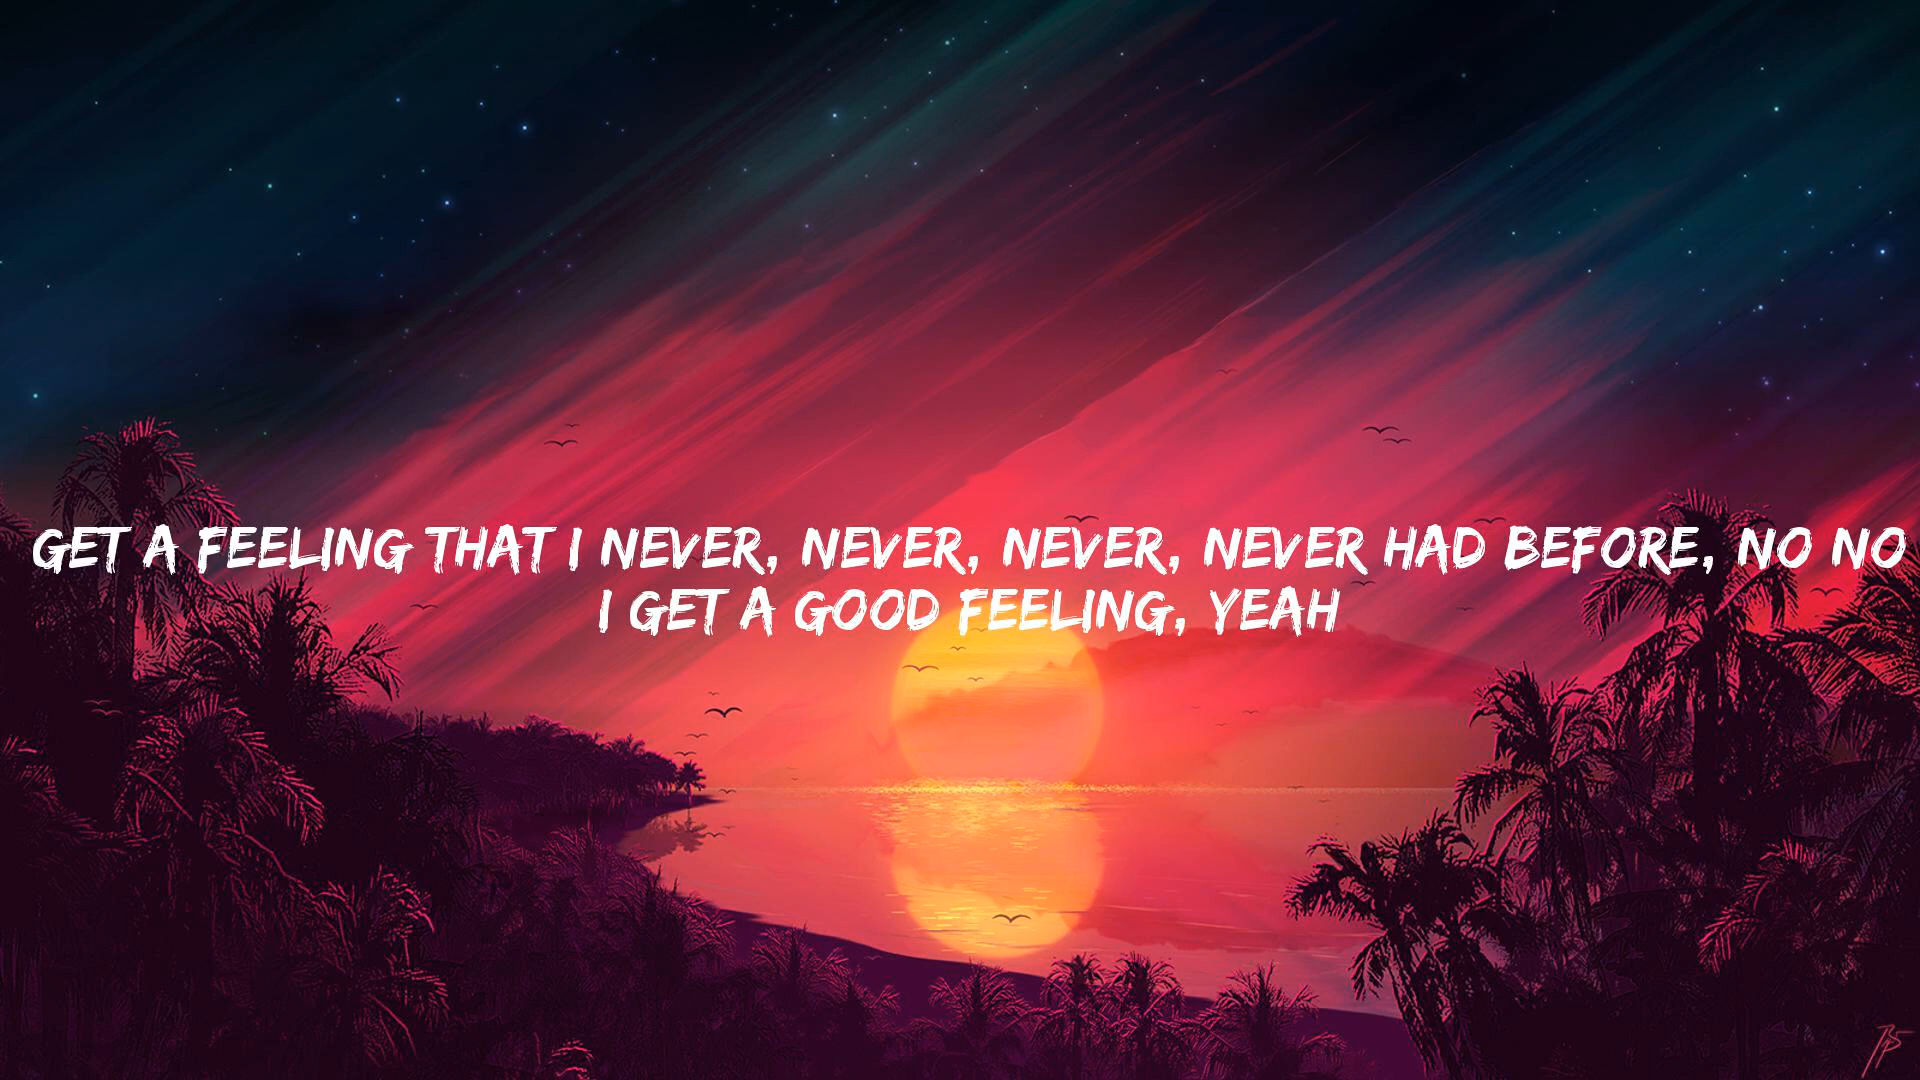 GET A FEELING THAT I NEVER, NEVER, NEVER, NEVER HAD BEFORE, NO NO
I GET A GOOD FEELING, YEAH